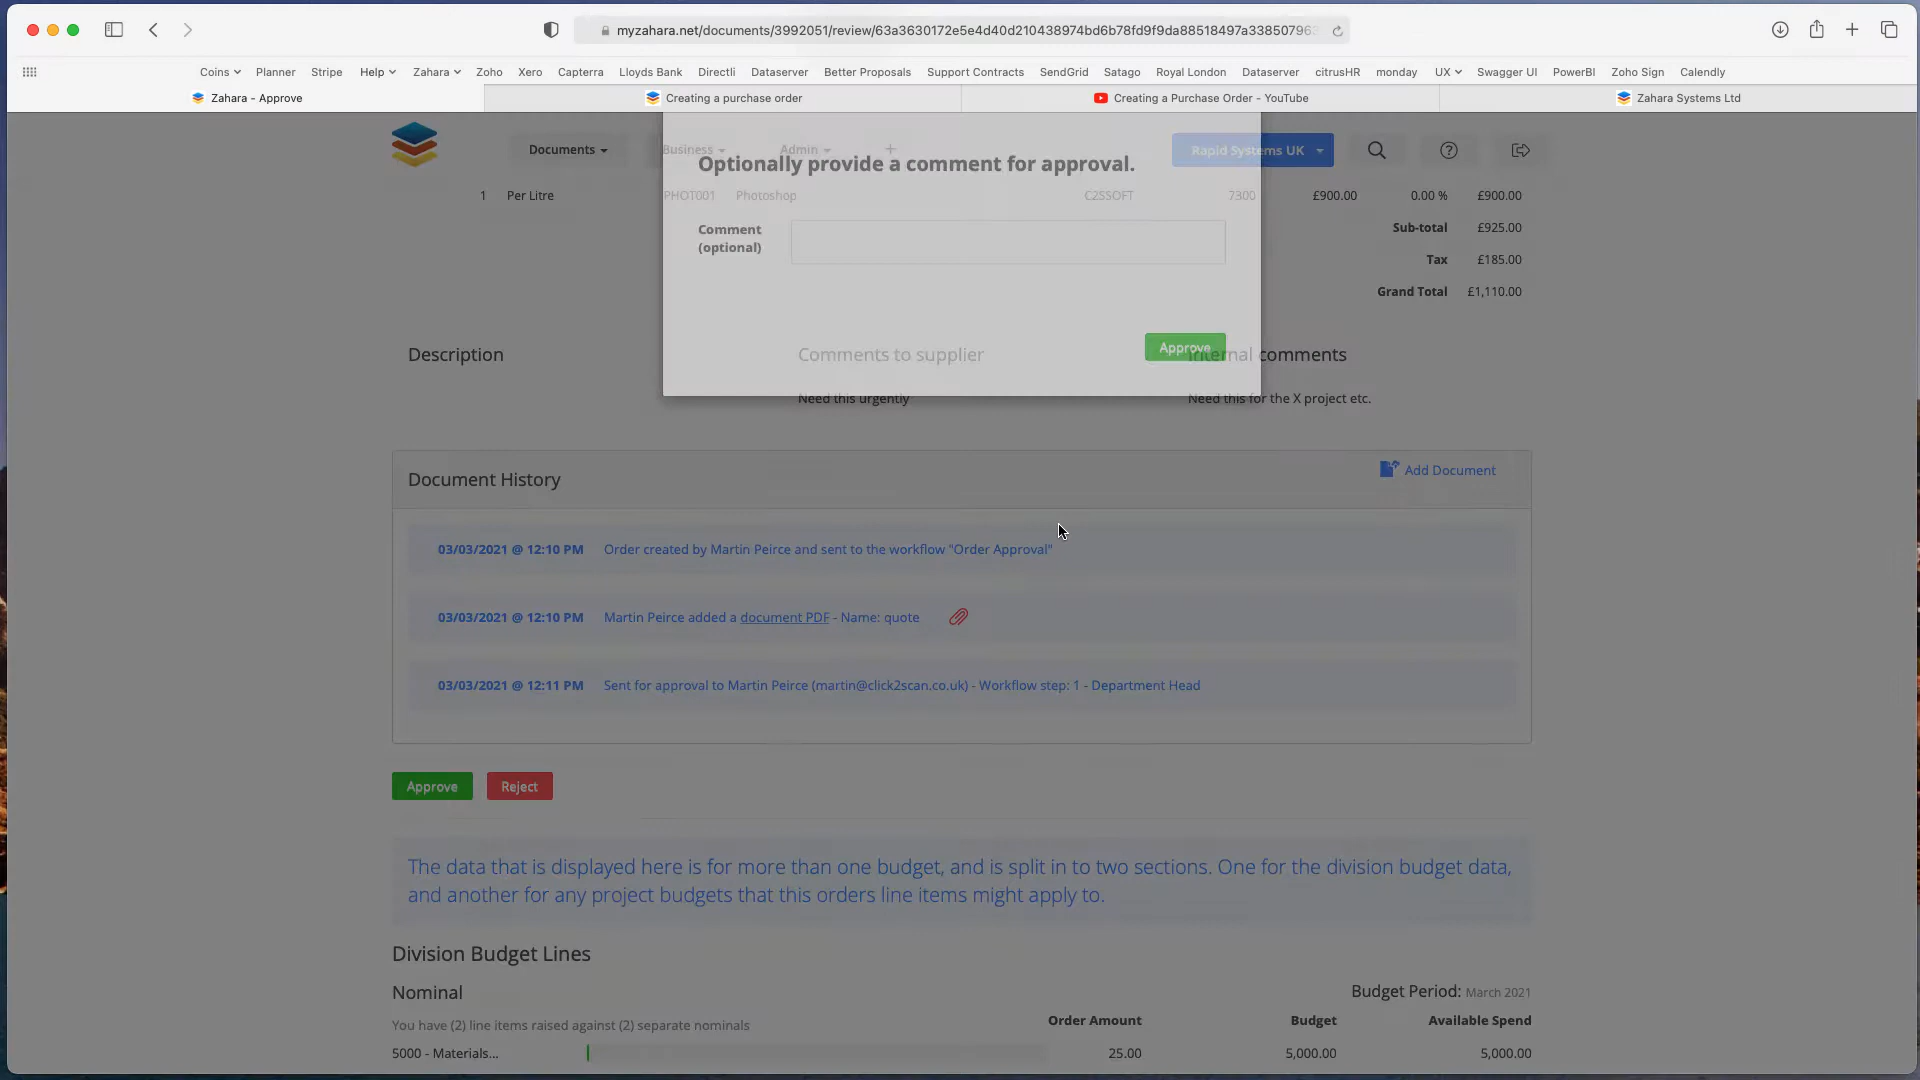 myzahara.net/documents/3992051/review/63a3630172e5e4d40d210438974bd6b78fd9f9da88518497a33850796
Coins Planner Stripe Help Zahara Zoho Xero Capterra Lloyds Bank Directli Dataserver Better Proposals Support Contracts SendGrid Satago Royal London Dataserver citrusHR monday UX Swagger UI PowerBI Zoho Sign Calendly
Zahara - Approve Creating a purchase order Creating a Purchase Order - YouTube Zahara Systems Ltd
Documents Business Admin + Rapid Systems UK
Optionally provide a comment for approval.
1 Per Litre PHOT001 Photoshop C2SSOFT 7300 £900.00 0.00 % £900.00
Sub-total £925.00
Comment
(optional)
Tax £185.00
Grand Total £1,110.00
Approve
Description Comments to supplier Internal comments
Need this urgently Need this for the X project etc.
Document History Add Document
03/03/2021 @ 12:10 PM Order created by Martin Peirce and sent to the workflow "Order Approval"
03/03/2021 @ 12:10 PM Martin Peirce added a document PDF - Name: quote
03/03/2021 @ 12:11 PM Sent for approval to Martin Peirce (martin@click2scan.co.uk) - Workflow step: 1 - Department Head
Approve Reject
The data that is displayed here is for more than one budget, and is split in to two sections. One for the division budget data,
and another for any project budgets that this orders line items might apply to.
Division Budget Lines
Nominal Budget Period: March 2021
You have (2) line items raised against (2) separate nominals Order Amount Budget Available Spend
5000 - Materials... 25.00 5,000.00 5,000.00